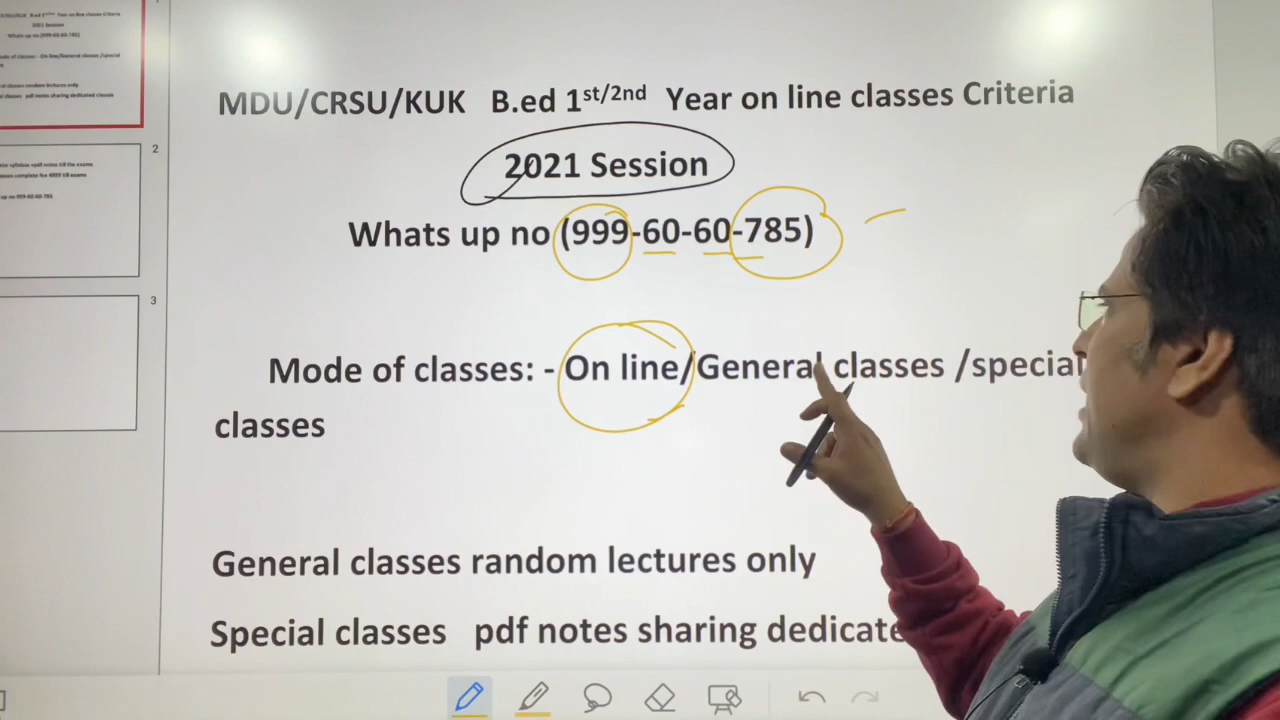 MDU/CRSU/KUK B.ed 1st/2nd Year on line classes Criteria
2021 Session
Whats up no (999-60-60-785)
Mode of classes: - On line/General classes /special
classes
General classes random lectures only
Special classes pdf notes sharing
2
3